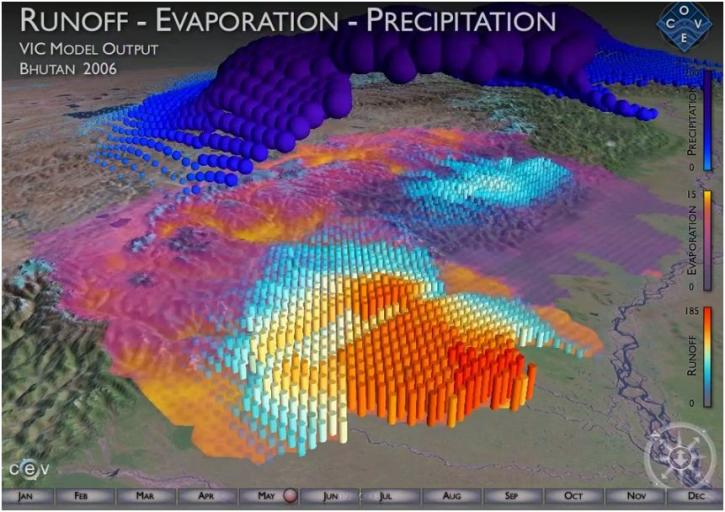 RUNOFF - EVAPORATION - PRECIPITATION
VIC MODEL OUTPUT
BHUTAN 2006
C O V E
PRECIPITATION
0
15
EVAPORATION
0
185
RUNOFF
0
cev
JAN FEB MAR APR MAY JUN JUL AUG SEP OCT NOV DEC